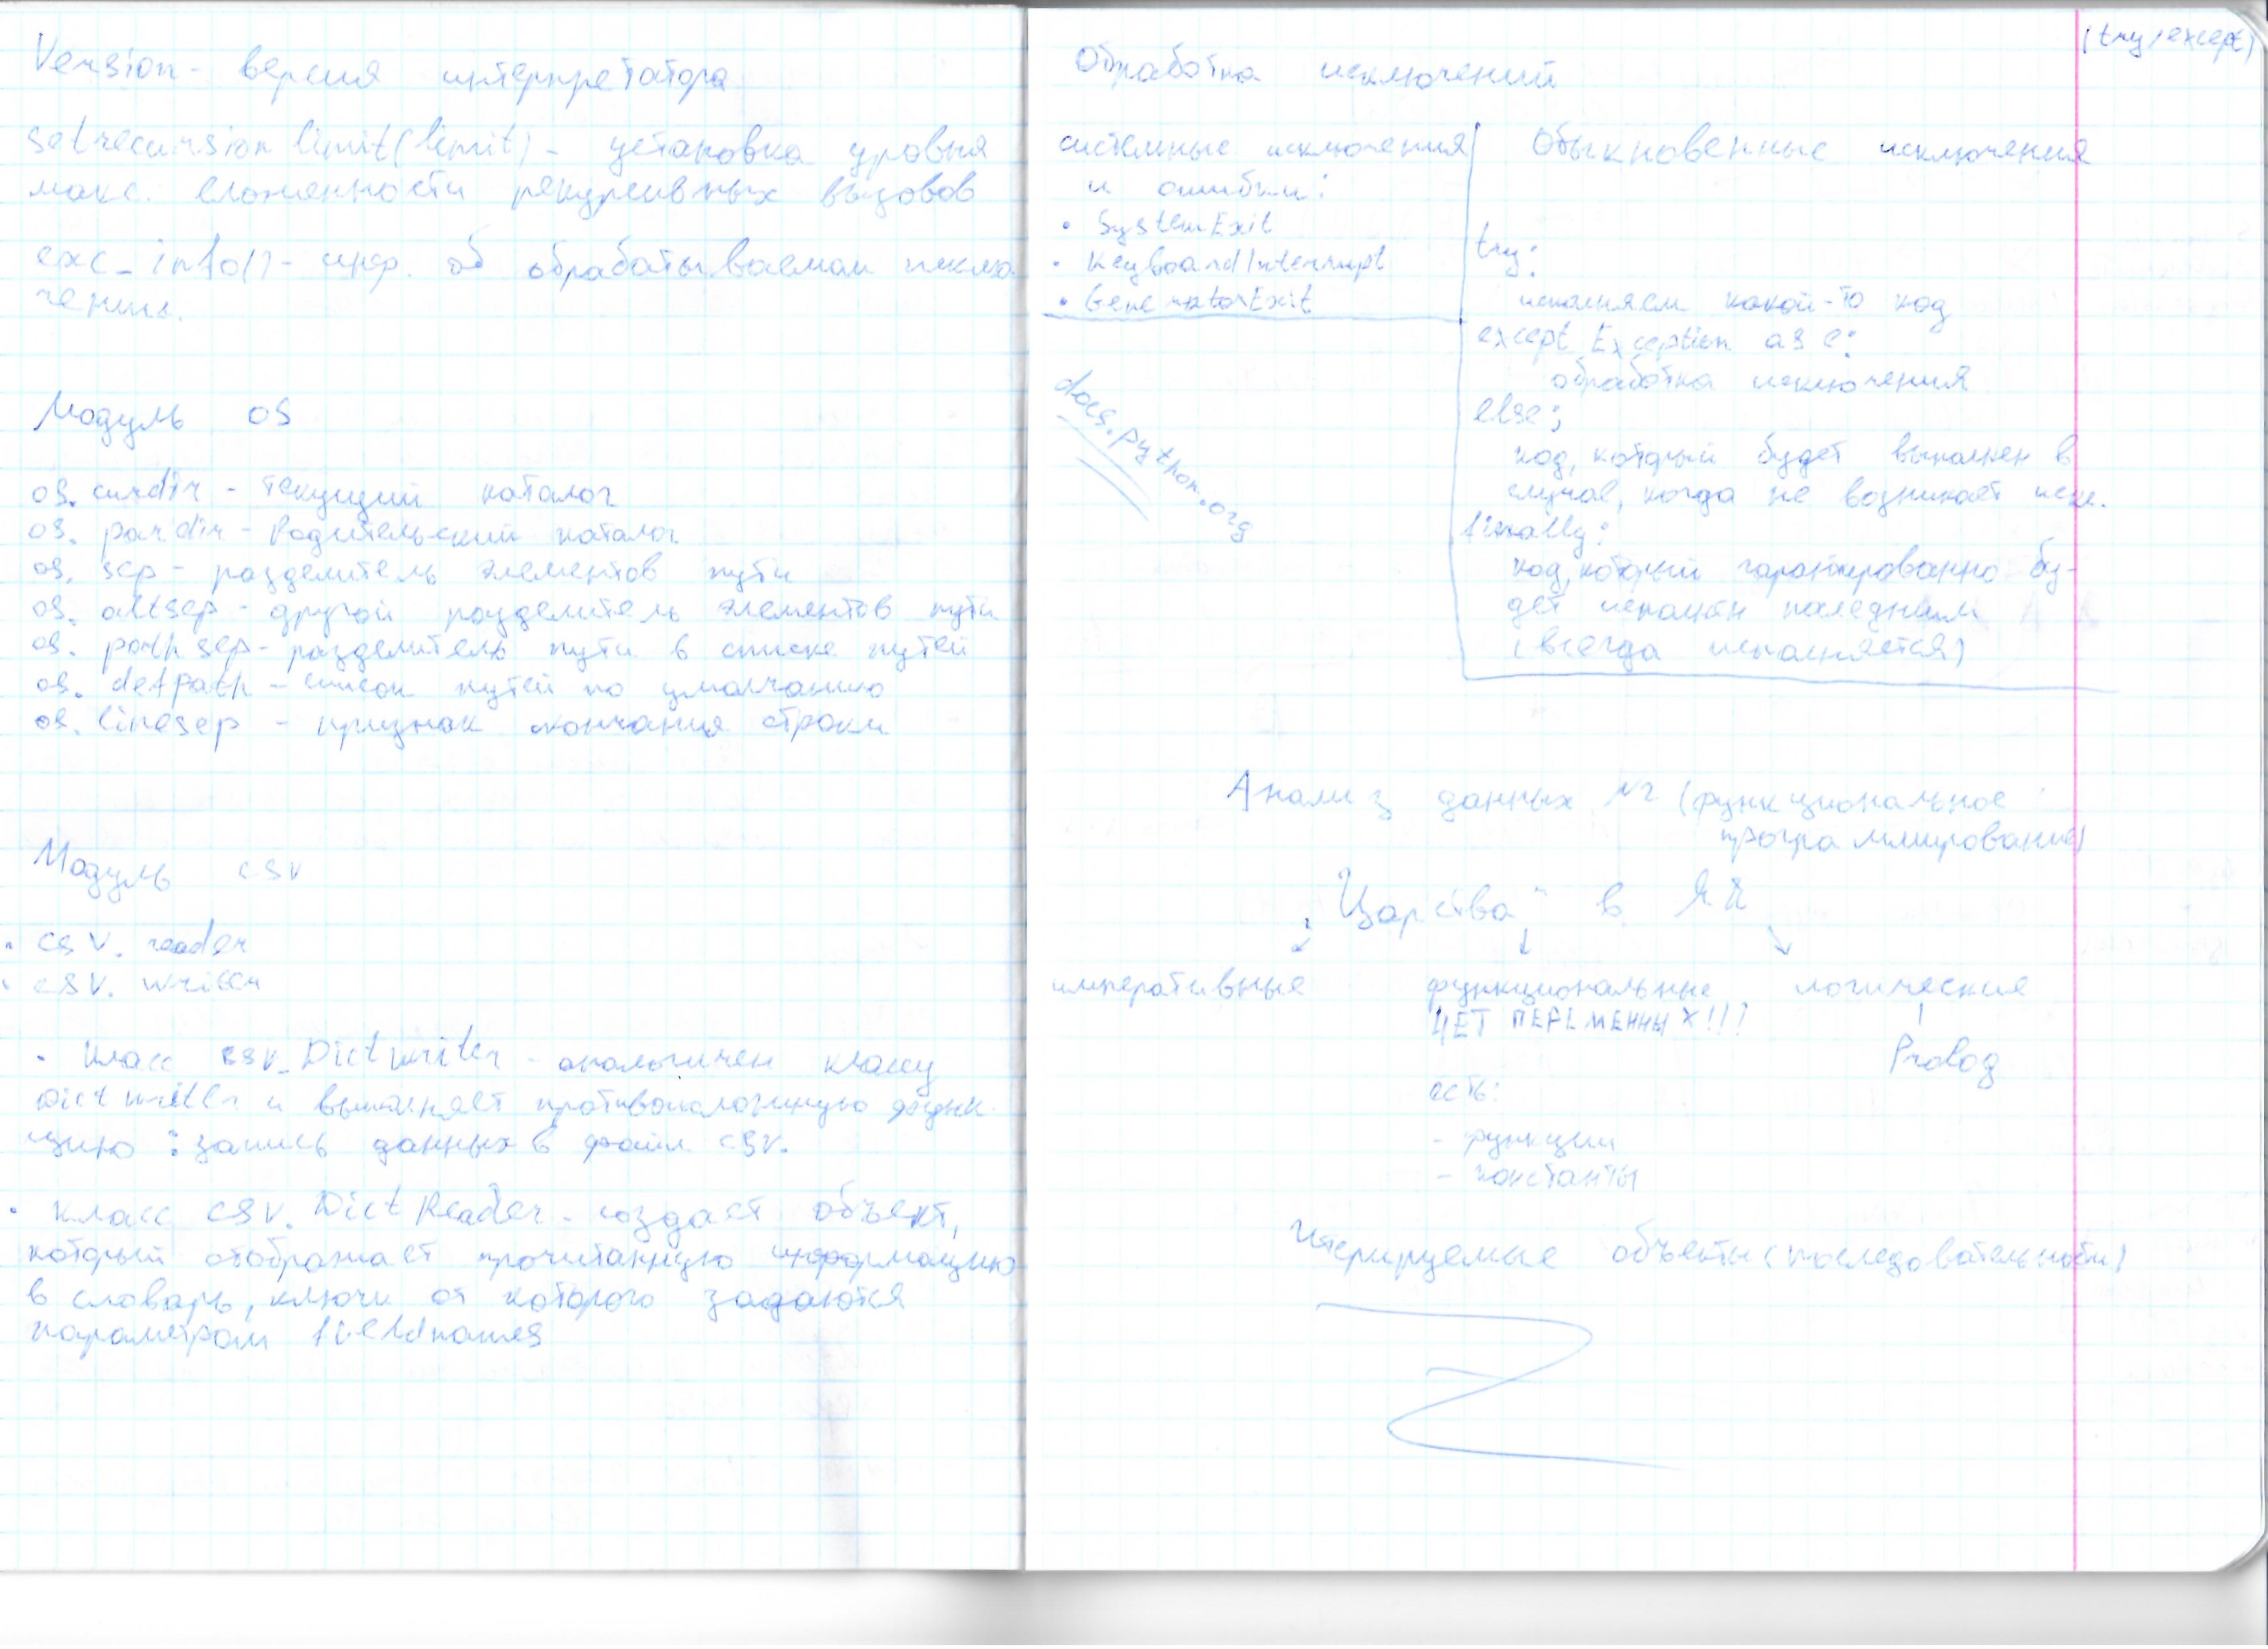 Version - версия интерпретатора
setrecursionlimit(limit) - установка уровня
макс. вложенности рекурсивных вызовов
exc_info() - инф. об обрабатываемом исклю
чении.
Модуль os
os. curdir - текущий каталог
os. pardir - Родительский каталог
os. sep - разделитель элементов пути
os. altsep - другой разделитель элементов пути
os. pathsep - разделитель пути в списке путей
os. defpath - список путей по умолчанию
os. linesep - признак окончания строки
Модуль csv
• csv. reader
• csv. writer
• Класс csv. DictWriter - аналогичен классу
DictWriter и выполняет противоположную функ-
цию : запись данных в файл csv.
• Класс csv. DictReader - создает объект,
который отображает прочитанную информацию
в словарь, ключи от которого задаются
параметром fieldnames
(try/except)
Обработка исключений
системные исключения
и ошибки:
• SystemExit
• KeyboardInterrupt
• GeneratorExit
docs.python.org
Обыкновенные исключения
try:
исполняем какой-то код
except Exception as e:
обработка исключения
else:
код, который будет выполнен в
случае, когда не возникает искл.
finally:
код, который гарантированно бу-
дет исполнен последним
(всегда исполняется)
Анализ данных №2 (функциональное
программирование)
„Царства" в ЯП
императивные функциональные логические
НЕТ ПЕРЕМЕННЫХ!!!
Prolog
есть:
- функции
- константы
Итерируемые объекты (последовательности)